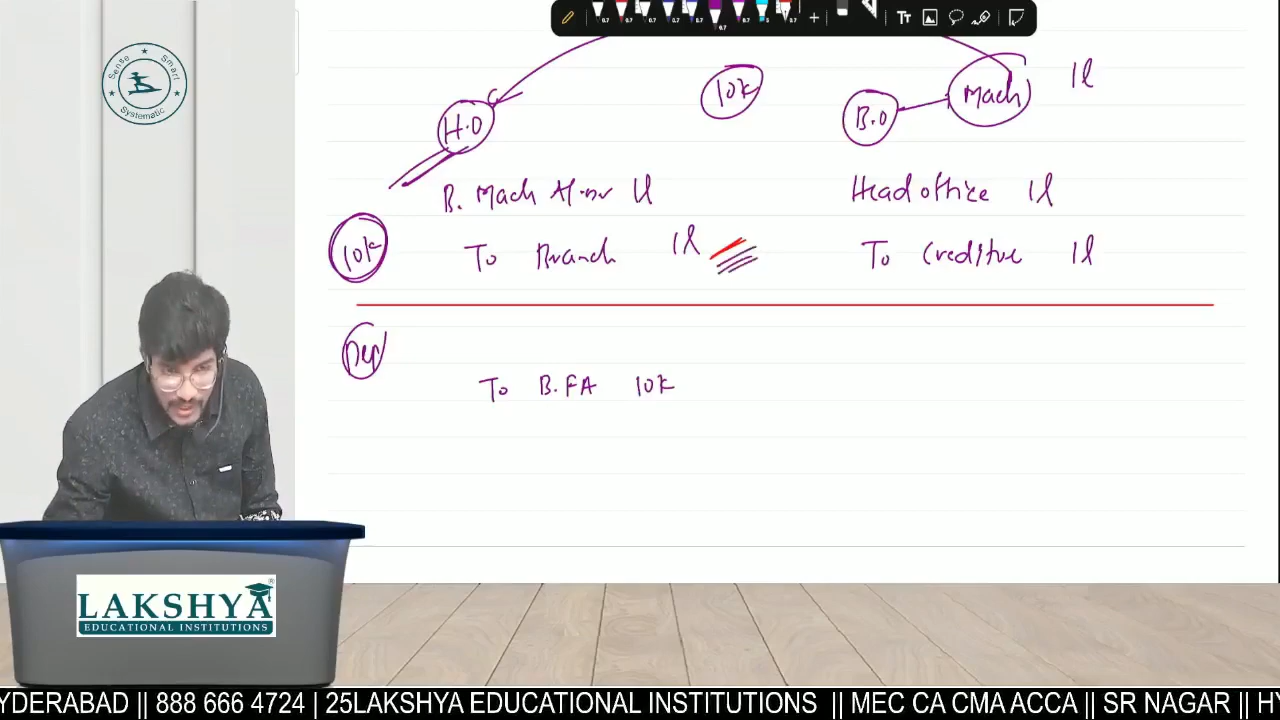 Sense Smart
Systematic
10k
Mach 1l
H.O
B.O
B. Mach A/c Dr 1l
Head office 1l
10k
To Branch 1l
To Creditor 1l
Dep
To B.FA 10k
LAKSHYA®
EDUCATIONAL INSTITUTIONS
YDERABAD || 888 666 4724 | 25LAKSHYA EDUCATIONAL INSTITUTIONS || MEC CA CMA ACCA || SR NAGAR || HY